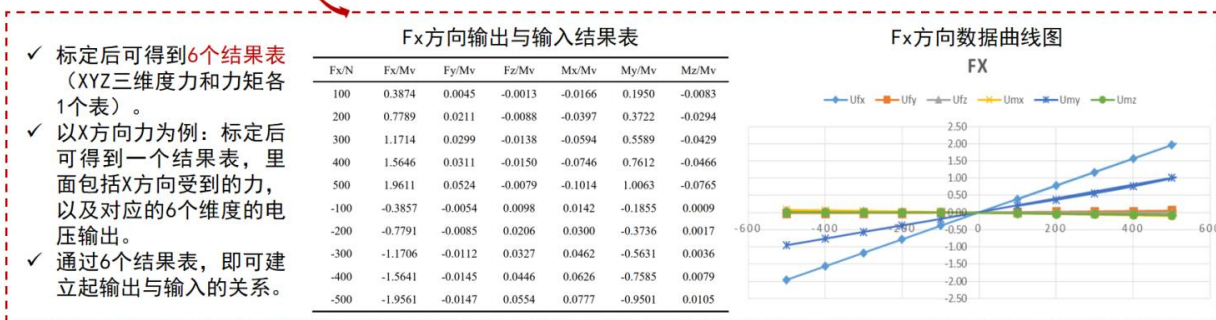 ✓ 标定后可得到6个结果表
（XYZ三维度力和力矩各
1个表）。
✓ 以X方向力为例：标定后
可得到一个结果表，里
面包括X方向受到的力，
以及对应的6个维度的电
压输出。
✓ 通过6个结果表，即可建
立起输出与输入的关系。
Fx方向输出与输入结果表
Fx/N Fx/Mv Fy/Mv Fz/Mv Mx/Mv My/Mv Mz/Mv
100 0.3874 0.0045 -0.0013 -0.0166 0.1950 -0.0083
200 0.7789 0.0211 -0.0088 -0.0397 0.3722 -0.0294
300 1.1714 0.0299 -0.0138 -0.0594 0.5589 -0.0429
400 1.5646 0.0311 -0.0150 -0.0746 0.7612 -0.0466
500 1.9611 0.0524 -0.0079 -0.1014 1.0063 -0.0765
-100 -0.3857 -0.0054 0.0098 0.0142 -0.1855 0.0009
-200 -0.7791 -0.0085 0.0206 0.0300 -0.3736 0.0017
-300 -1.1706 -0.0112 0.0327 0.0462 -0.5631 0.0036
-400 -1.5641 -0.0145 0.0446 0.0626 -0.7585 0.0079
-500 -1.9561 -0.0147 0.0554 0.0777 -0.9501 0.0105
Fx方向数据曲线图
FX
Ufx Ufy Ufz Umx Umy Umz
2.50
2.00
1.50
1.00
0.50
0.00
-600 -400 -200 0 200 400 600
-0.50
-1.00
-1.50
-2.00
-2.50